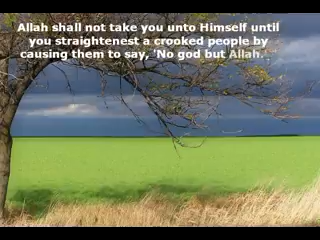 Allah shall not take you unto Himself until
you straightenest a crooked people by
causing them to say, 'No god but Allah.'